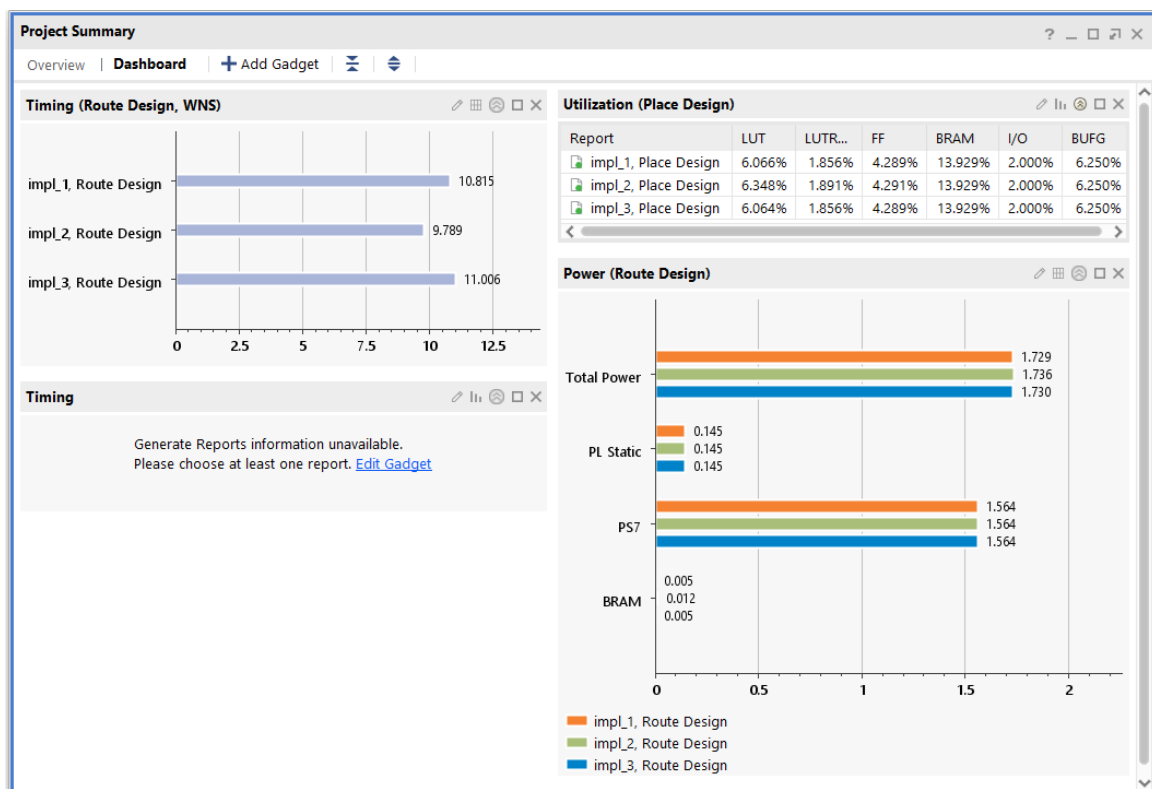 Project Summary
Overview | Dashboard Add Gadget
Timing (Route Design, WNS)
impl_1, Route Design 10.815
impl_2, Route Design 9.789
impl_3, Route Design 11.006
0 2.5 5 7.5 10 12.5
Timing
Generate Reports information unavailable.
Please choose at least one report. Edit Gadget
Utilization (Place Design)
Report LUT LUTR... FF BRAM I/O BUFG
impl_1, Place Design 6.066% 1.856% 4.289% 13.929% 2.000% 6.250%
impl_2, Place Design 6.348% 1.891% 4.291% 13.929% 2.000% 6.250%
impl_3, Place Design 6.064% 1.856% 4.289% 13.929% 2.000% 6.250%
Power (Route Design)
1.729
Total Power 1.736
1.730
0.145
PL Static 0.145
0.145
1.564
PS7 1.564
1.564
0.005
BRAM 0.012
0.005
0 0.5 1 1.5 2
impl_1, Route Design
impl_2, Route Design
impl_3, Route Design